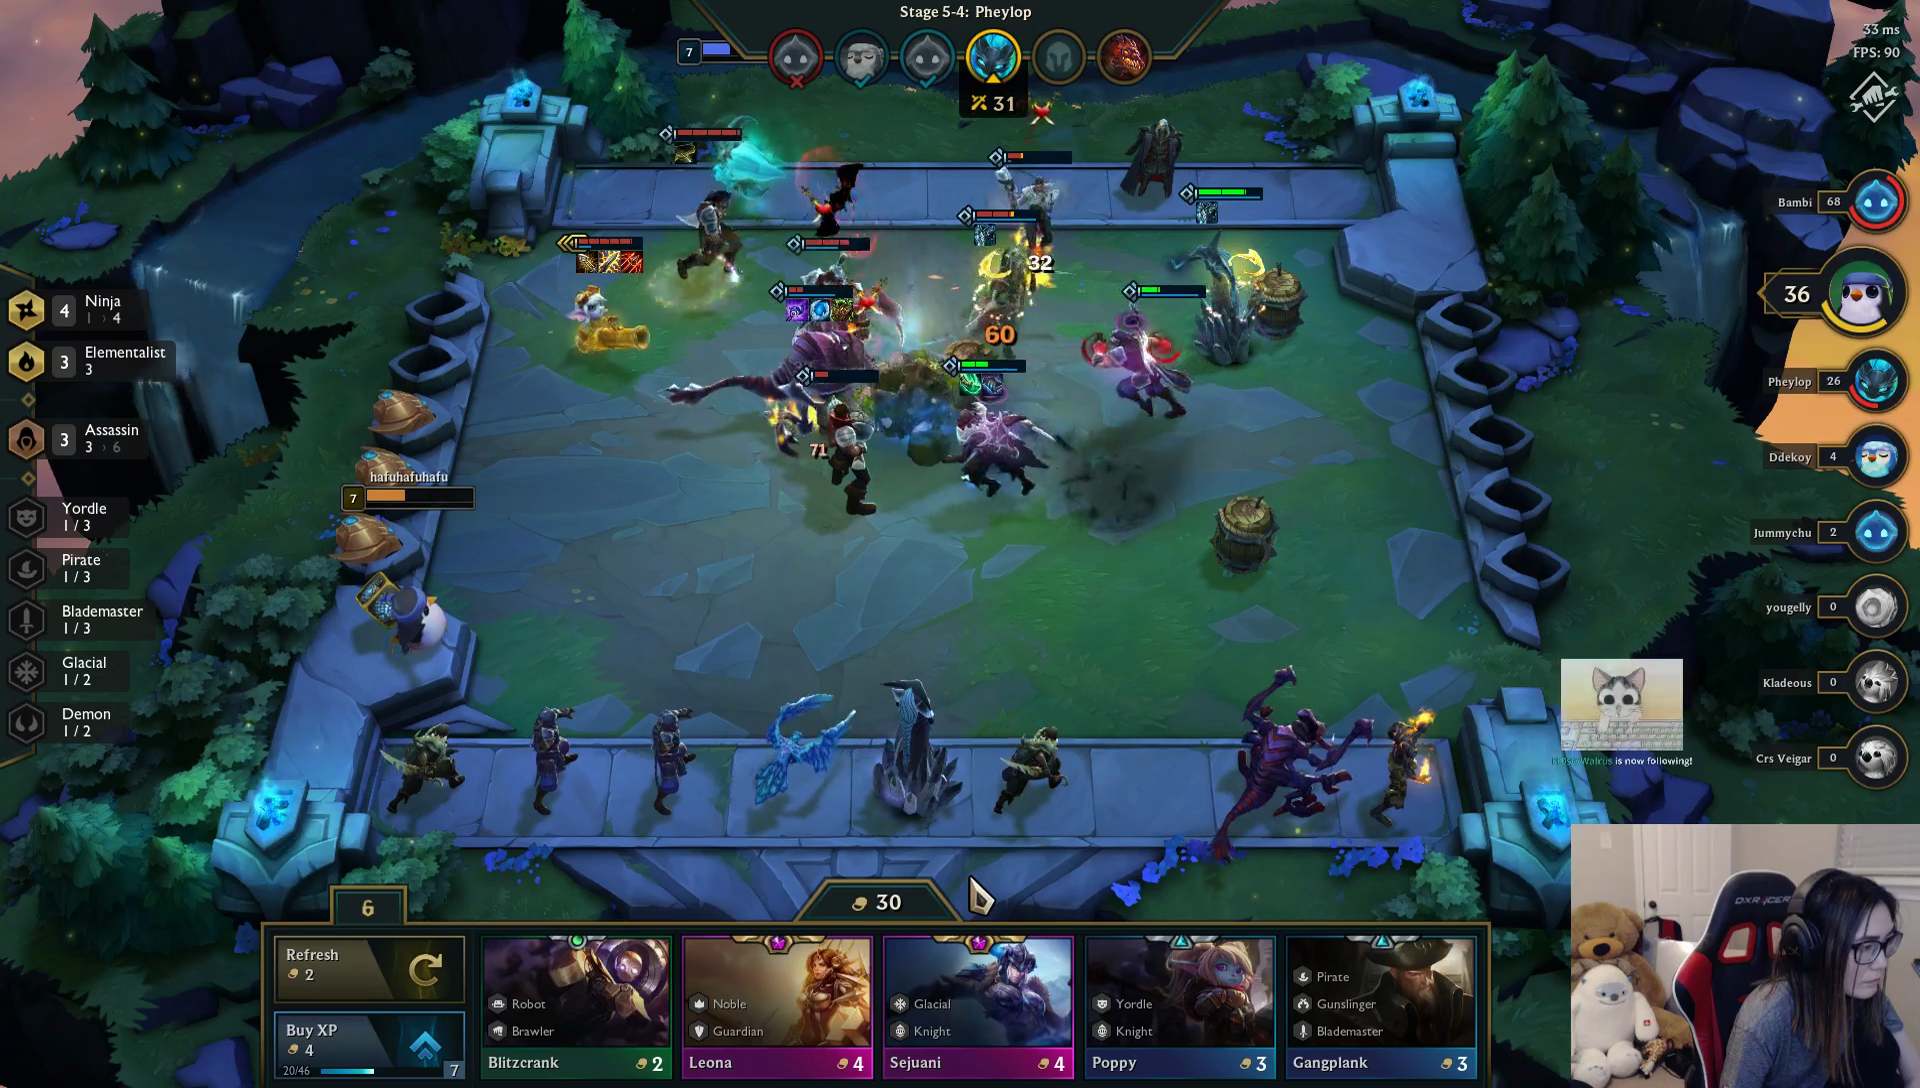 Stage 5-4: Pheylop
33 ms
FPS: 90
7
31
Bambi 68
36
Pheylop 26
Ddekoy 4
Jummychu 2
yougelly 0
Kladeous 0
Crs Veigar 0
4 Ninja
1 › 4
3 Elementalist
3
3 Assassin
3 › 6
Yordle
1 / 3
Pirate
1 / 3
Blademaster
1 / 3
Glacial
1 / 2
Demon
1 / 2
32
60
71
hafuhafuhafu
7
is now following!
6
30
Refresh
2
Buy XP
4
20/46
7
Robot
Brawler
Blitzcrank 2
Noble
Guardian
Leona 4
Glacial
Knight
Sejuani 4
Yordle
Knight
Poppy 3
Pirate
Gunslinger
Blademaster
Gangplank 3